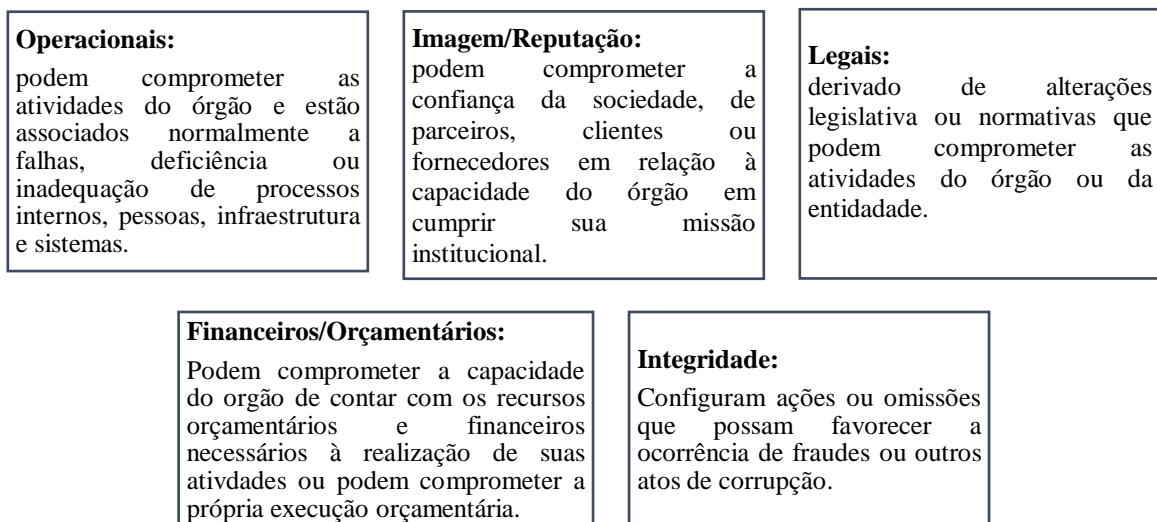 Operacionais:
podem comprometer as
atividades do órgão e estão
associados normalmente a
falhas, deficiência ou
inadequação de processos
internos, pessoas, infraestrutura
e sistemas.
Imagem/Reputação:
podem comprometer a
confiança da sociedade, de
parceiros, clientes ou
fornecedores em relação à
capacidade do órgão em
cumprir sua missão
institucional.
Legais:
derivado de alterações
legislativa ou normativas que
podem comprometer as
atividades do órgão ou da
entidadade.
Financeiros/Orçamentários:
Podem comprometer a capacidade
do orgão de contar com os recursos
orçamentários e financeiros
necessários à realização de suas
ativdades ou podem comprometer a
própria execução orçamentária.
Integridade:
Configuram ações ou omissões
que possam favorecer a
ocorrência de fraudes ou outros
atos de corrupção.